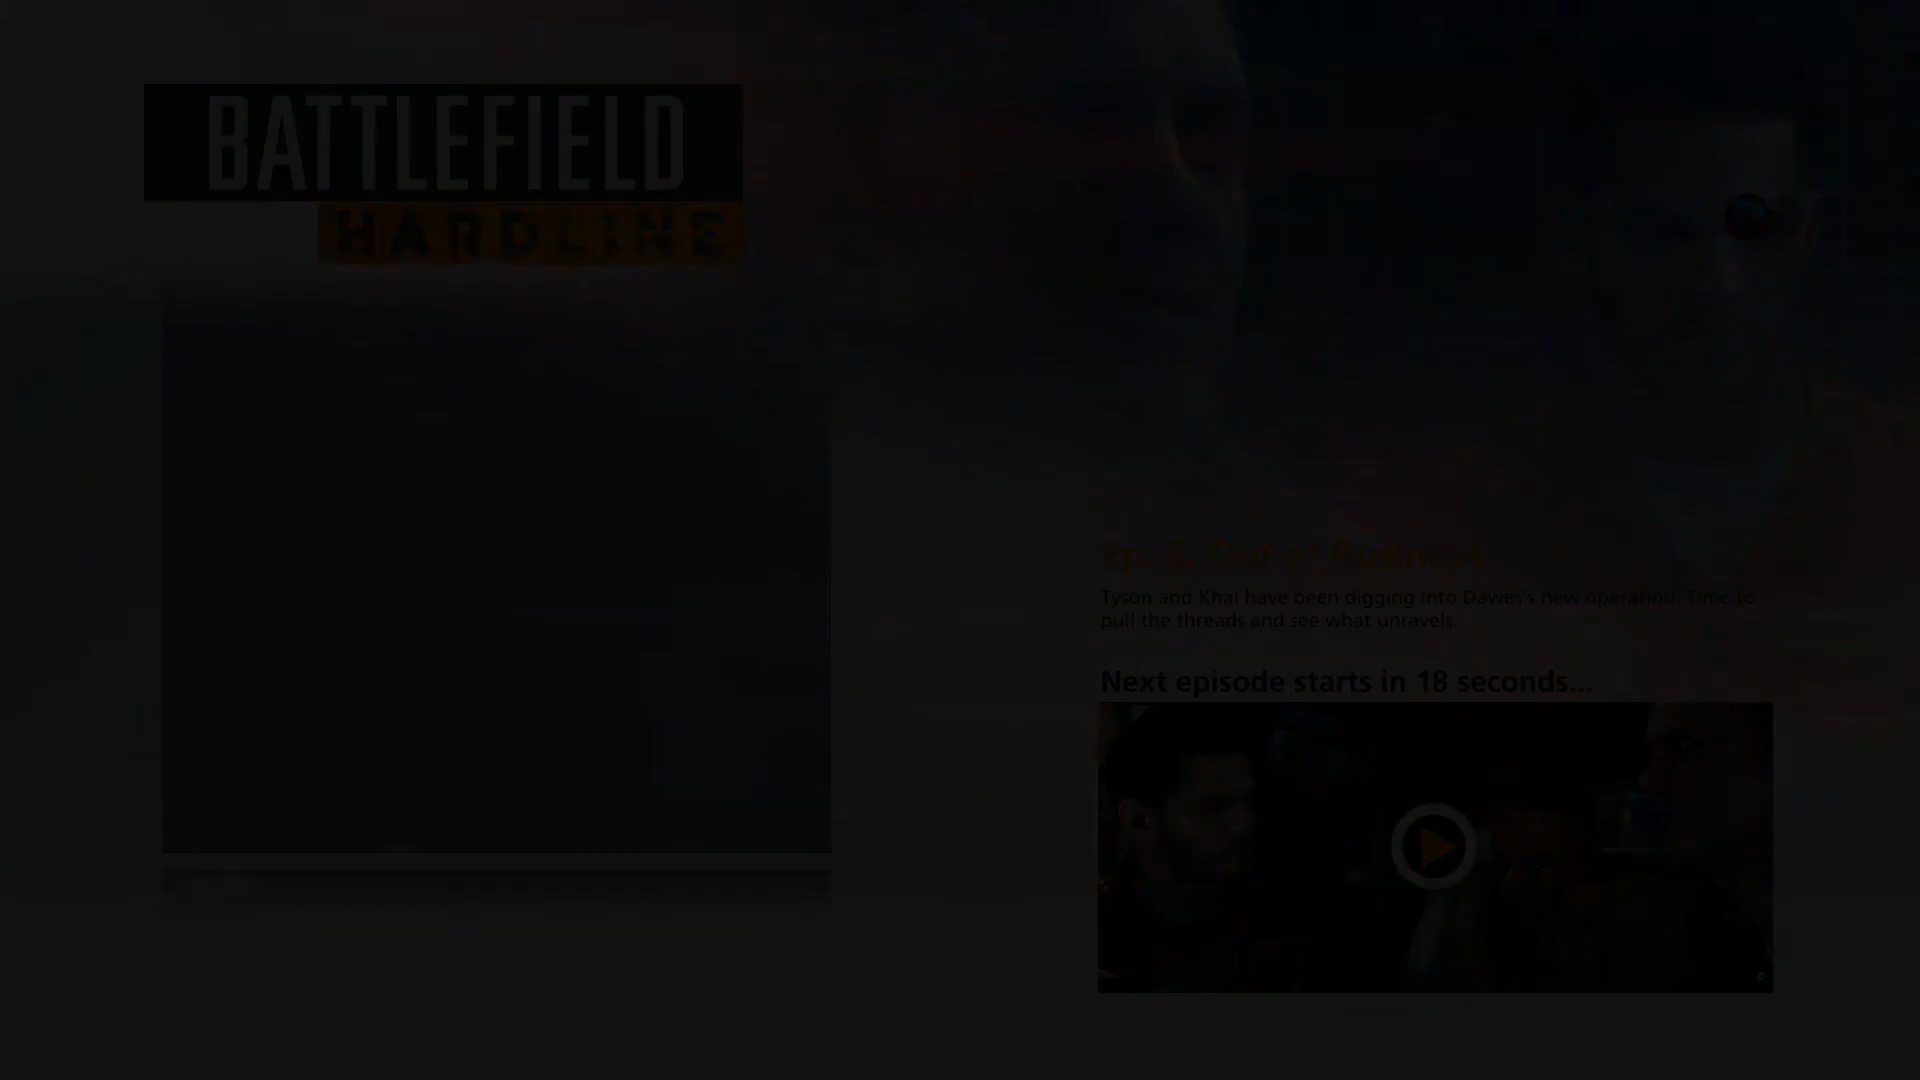 BATTLEFIELD
HARDLINE
Ep. 6: Out of Business
Tyson and Khai have been digging into Dawes's new operation. Time to
pull the threads and see what unravels.
Next episode starts in 18 seconds...